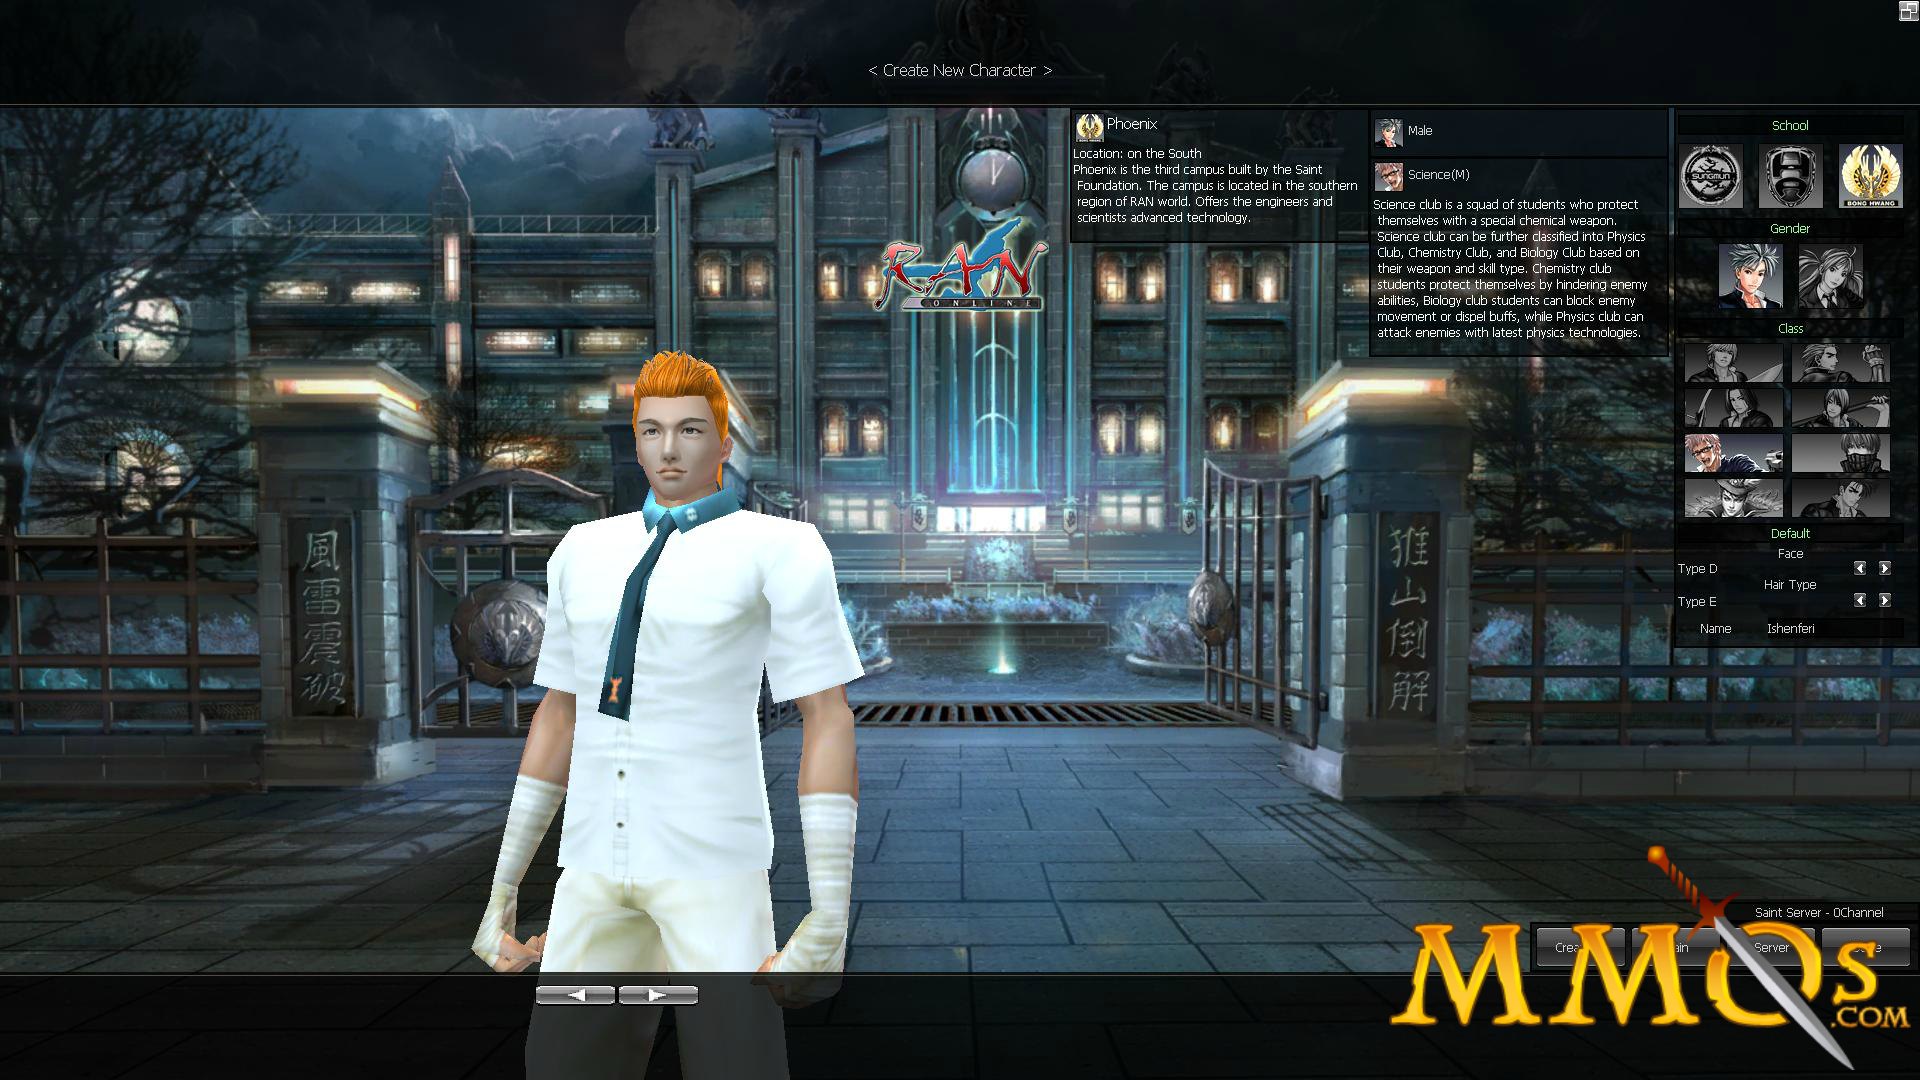 < Create New Character >
Phoenix
Location: on the South
Phoenix is the third campus built by the Saint
Foundation. The campus is located in the southern
region of RAN world. Offers the engineers and
scientists advanced technology.
Male
Science(M)
Science club is a squad of students who protect
themselves with a special chemical weapon.
Science club can be further classified into Physics
Club, Chemistry Club, and Biology Club based on
their weapon and skill type. Chemistry club
students protect themselves by hindering enemy
abilities, Biology club students can block enemy
movement or dispel buffs, while Physics club can
attack enemies with latest physics technologies.
School
SUNGMUN
BONG HWANG
Gender
Class
Default
Face
Type D
Hair Type
Type E
Name Ishenferi
RAN
ONLINE
風雷震破
推山倒解
Saint Server - 0Channel
Server
MMOs
.COM